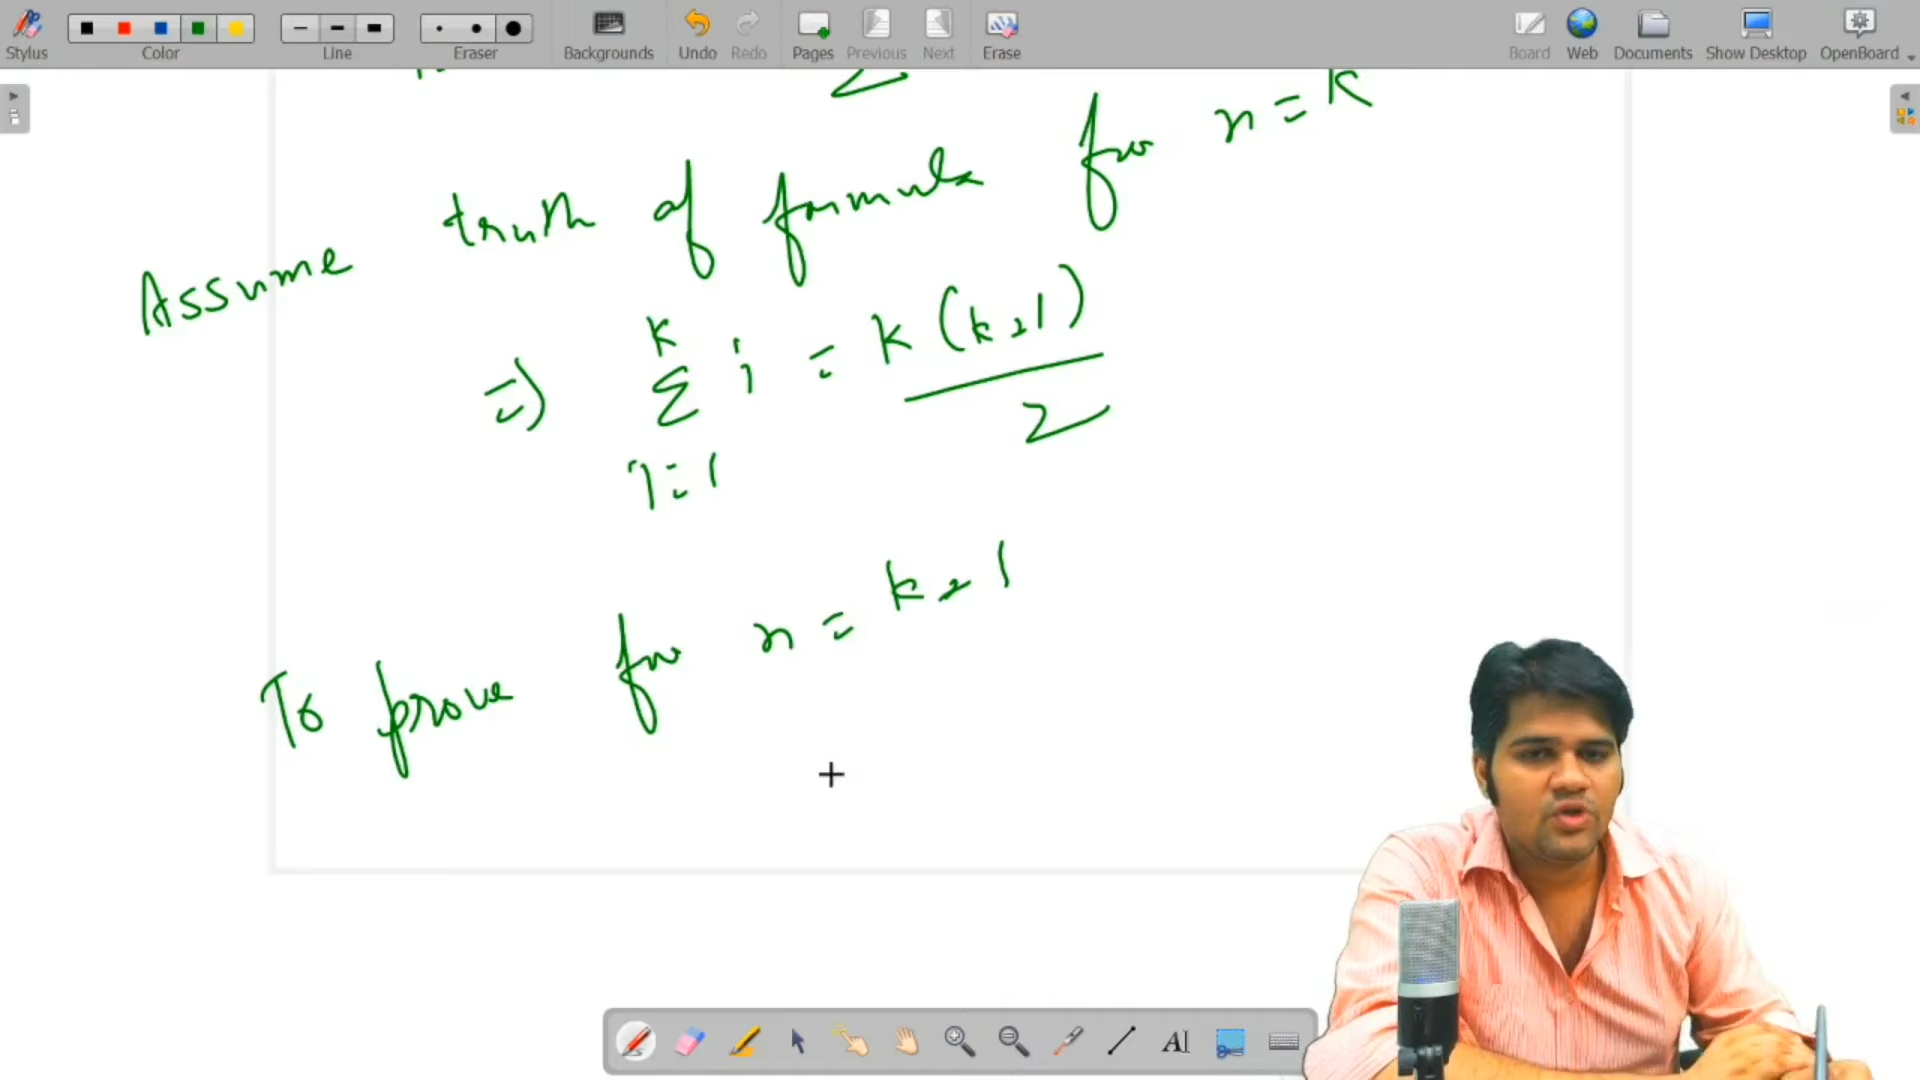 Stylus Color Line Eraser Backgrounds Undo Redo Pages Previous Next Erase Board Web Documents Show Desktop OpenBoard
Assume truth of formula for n = K
⇒ K Σ i=1 i = K (k+1) / 2
To prove for n = k+1
AI